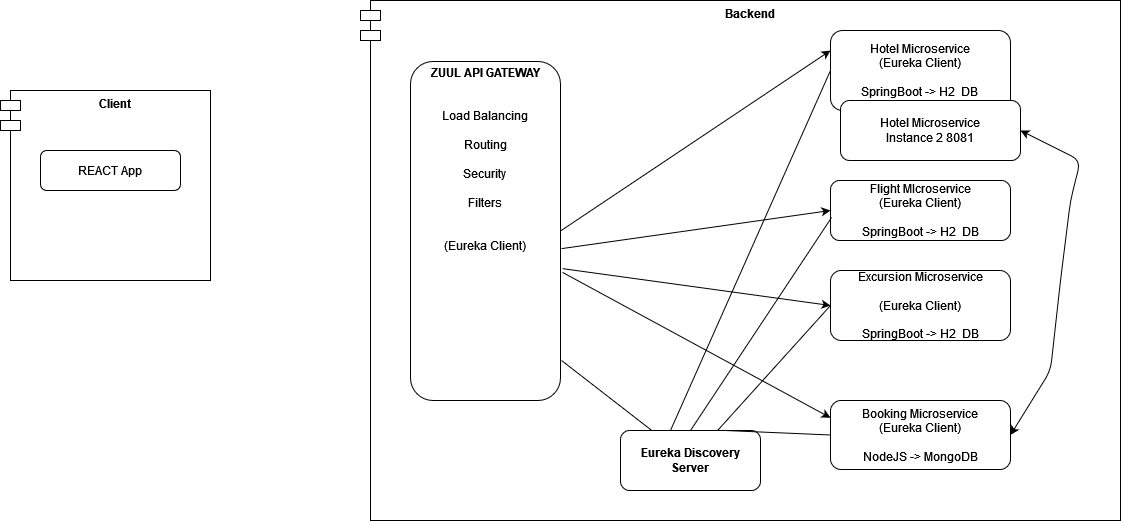 Backend
Client
REACT App
ZUUL API GATEWAY
Load Balancing
Routing
Security
Filters
(Eureka Client)
Hotel Microservice
(Eureka Client)
SpringBoot -> H2 DB
Hotel Microservice
Instance 2 8081
Flight Microservice
(Eureka Client)
SpringBoot -> H2 DB
Excursion Microservice
(Eureka Client)
SpringBoot -> H2 DB
Booking Microservice
(Eureka Client)
NodeJS -> MongoDB
Eureka Discovery
Server